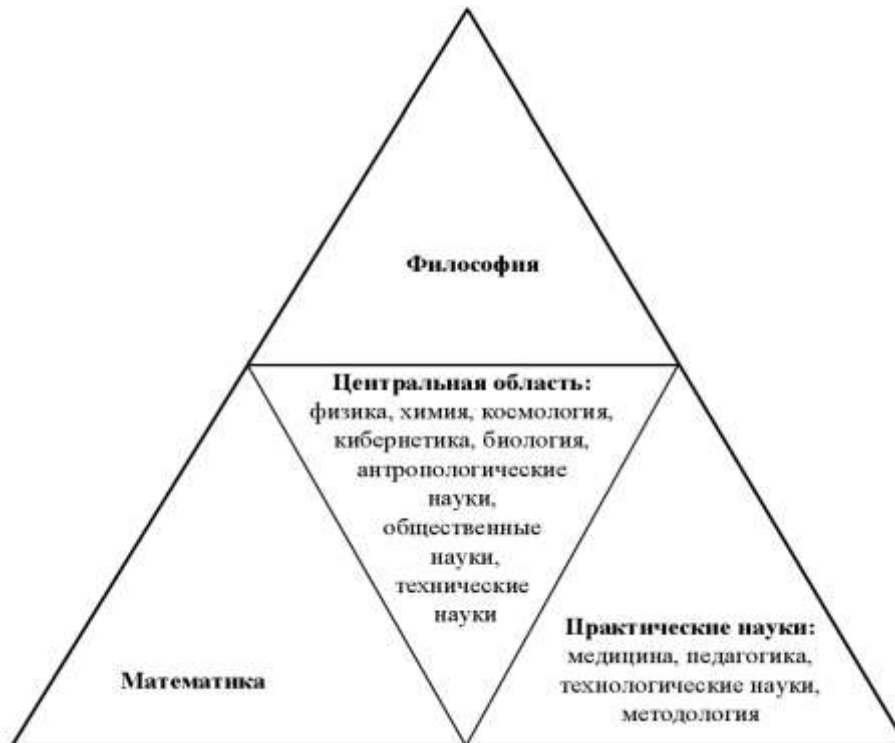 Философия
Центральная область:
физика, химия, космология,
кибернетика, биология,
антропологические
науки,
общественные
науки,
технические
науки
Математика
Практические науки:
медицина, педагогика,
технологические науки,
методология